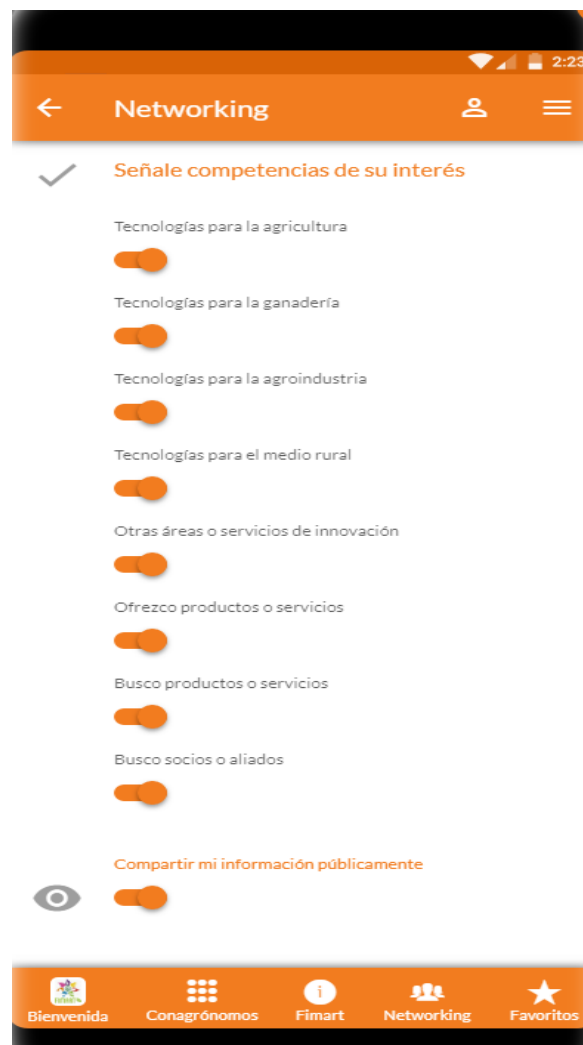 2:23
Networking
Señale competencias de su interés
Tecnologías para la agricultura
Tecnologías para la ganadería
Tecnologías para la agroindustria
Tecnologías para el medio rural
Otras áreas o servicios de innovación
Ofrezco productos o servicios
Busco productos o servicios
Busco socios o aliados
Compartir mi información públicamente
Bienvenida Conagrónomos Fimart Networking Favoritos